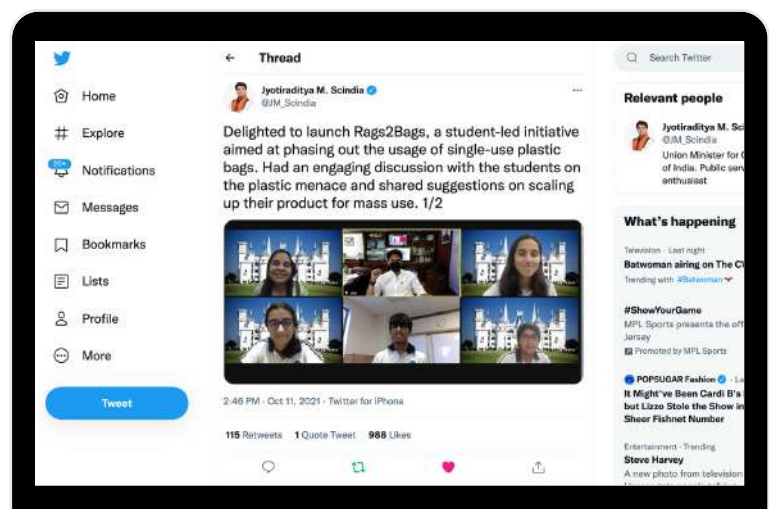 Thread
Search Twitter
20+
Home
Explore
Notifications
Messages
Bookmarks
Lists
Profile
More
Tweet
Jyotiraditya M. Scindia
@JM_Scindia
Delighted to launch Rags2Bags, a student-led initiative
aimed at phasing out the usage of single-use plastic
bags. Had an engaging discussion with the students on
the plastic menace and shared suggestions on scaling
up their product for mass use. 1/2
2:46 PM · Oct 11, 2021 · Twitter for iPhone
115 Retweets 1 Quote Tweet 988 Likes
Relevant people
Jyotiraditya M. Sci
@JM_Scindia
Union Minister for
of India. Public serv
enthusiast
What's happening
Television · Last night
Batwoman airing on The C
Trending with #Batwoman
#ShowYourGame
MPL Sports presents the off
Jersey
Promoted by MPL Sports
POPSUGAR Fashion · La
It Might've Been Cardi B's
but Lizzo Stole the Show in
Sheer Fishnet Number
Entertainment · Trending
Steve Harvey
A new photo from television